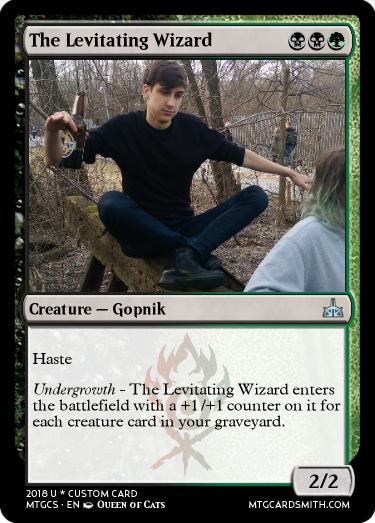 The Levitating Wizard
Creature — Gopnik
Haste
Undergrowth - The Levitating Wizard enters
the battlefield with a +1/+1 counter on it for
each creature card in your graveyard.
2/2
2018 U * CUSTOM CARD
MTGCS • EN QUEEN OF CATS
MTGCARDSMITH.COM